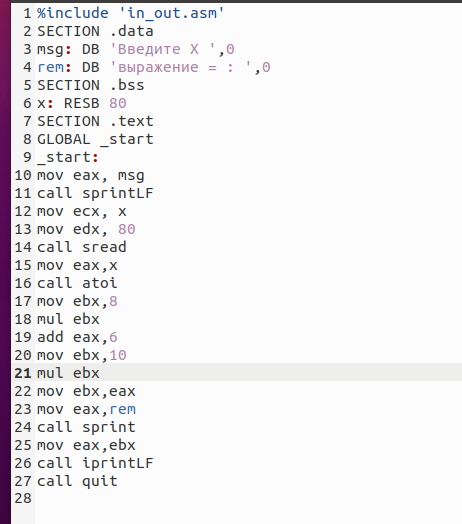 1 %include 'in_out.asm'
2 SECTION .data
3 msg: DB 'Введите X ',0
4 rem: DB 'выражение = : ',0
5 SECTION .bss
6 x: RESB 80
7 SECTION .text
8 GLOBAL _start
9 _start:
10 mov eax, msg
11 call sprintLF
12 mov ecx, x
13 mov edx, 80
14 call sread
15 mov eax,x
16 call atoi
17 mov ebx,8
18 mul ebx
19 add eax,6
20 mov ebx,10
21 mul ebx
22 mov ebx,eax
23 mov eax,rem
24 call sprint
25 mov eax,ebx
26 call iprintLF
27 call quit
28